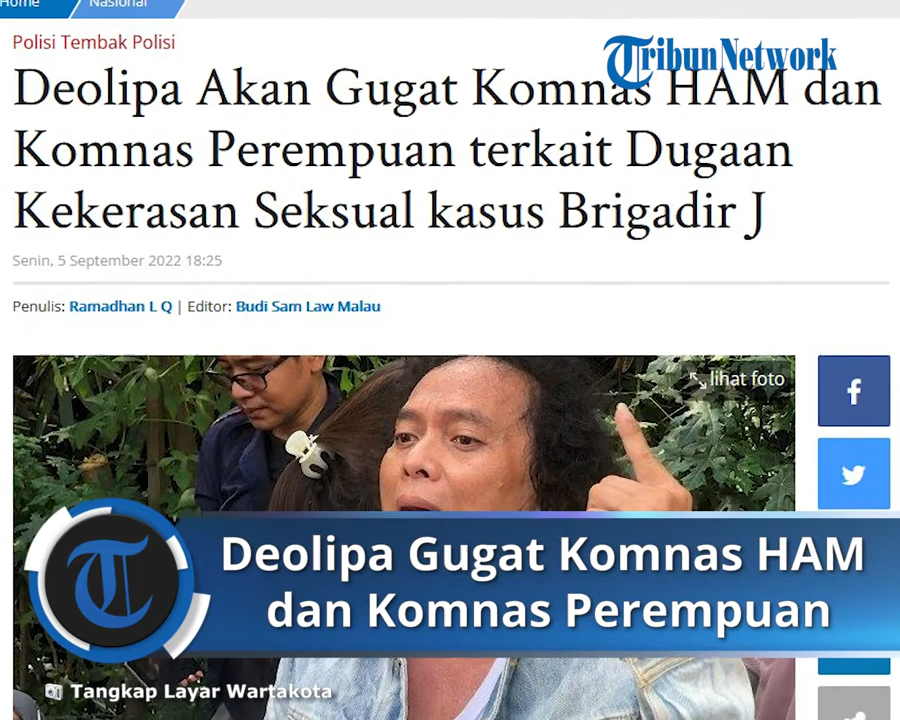 Home
Nasional
Polisi Tembak Polisi
TribunNetwork
Deolipa Akan Gugat Komnas HAM dan
Komnas Perempuan terkait Dugaan
Kekerasan Seksual kasus Brigadir J
Senin, 5 September 2022 18:25
Penulis: Ramadhan L Q | Editor: Budi Sam Law Malau
lihat foto
f
T
Deolipa Gugat Komnas HAM
dan Komnas Perempuan
Tangkap Layar Wartakota